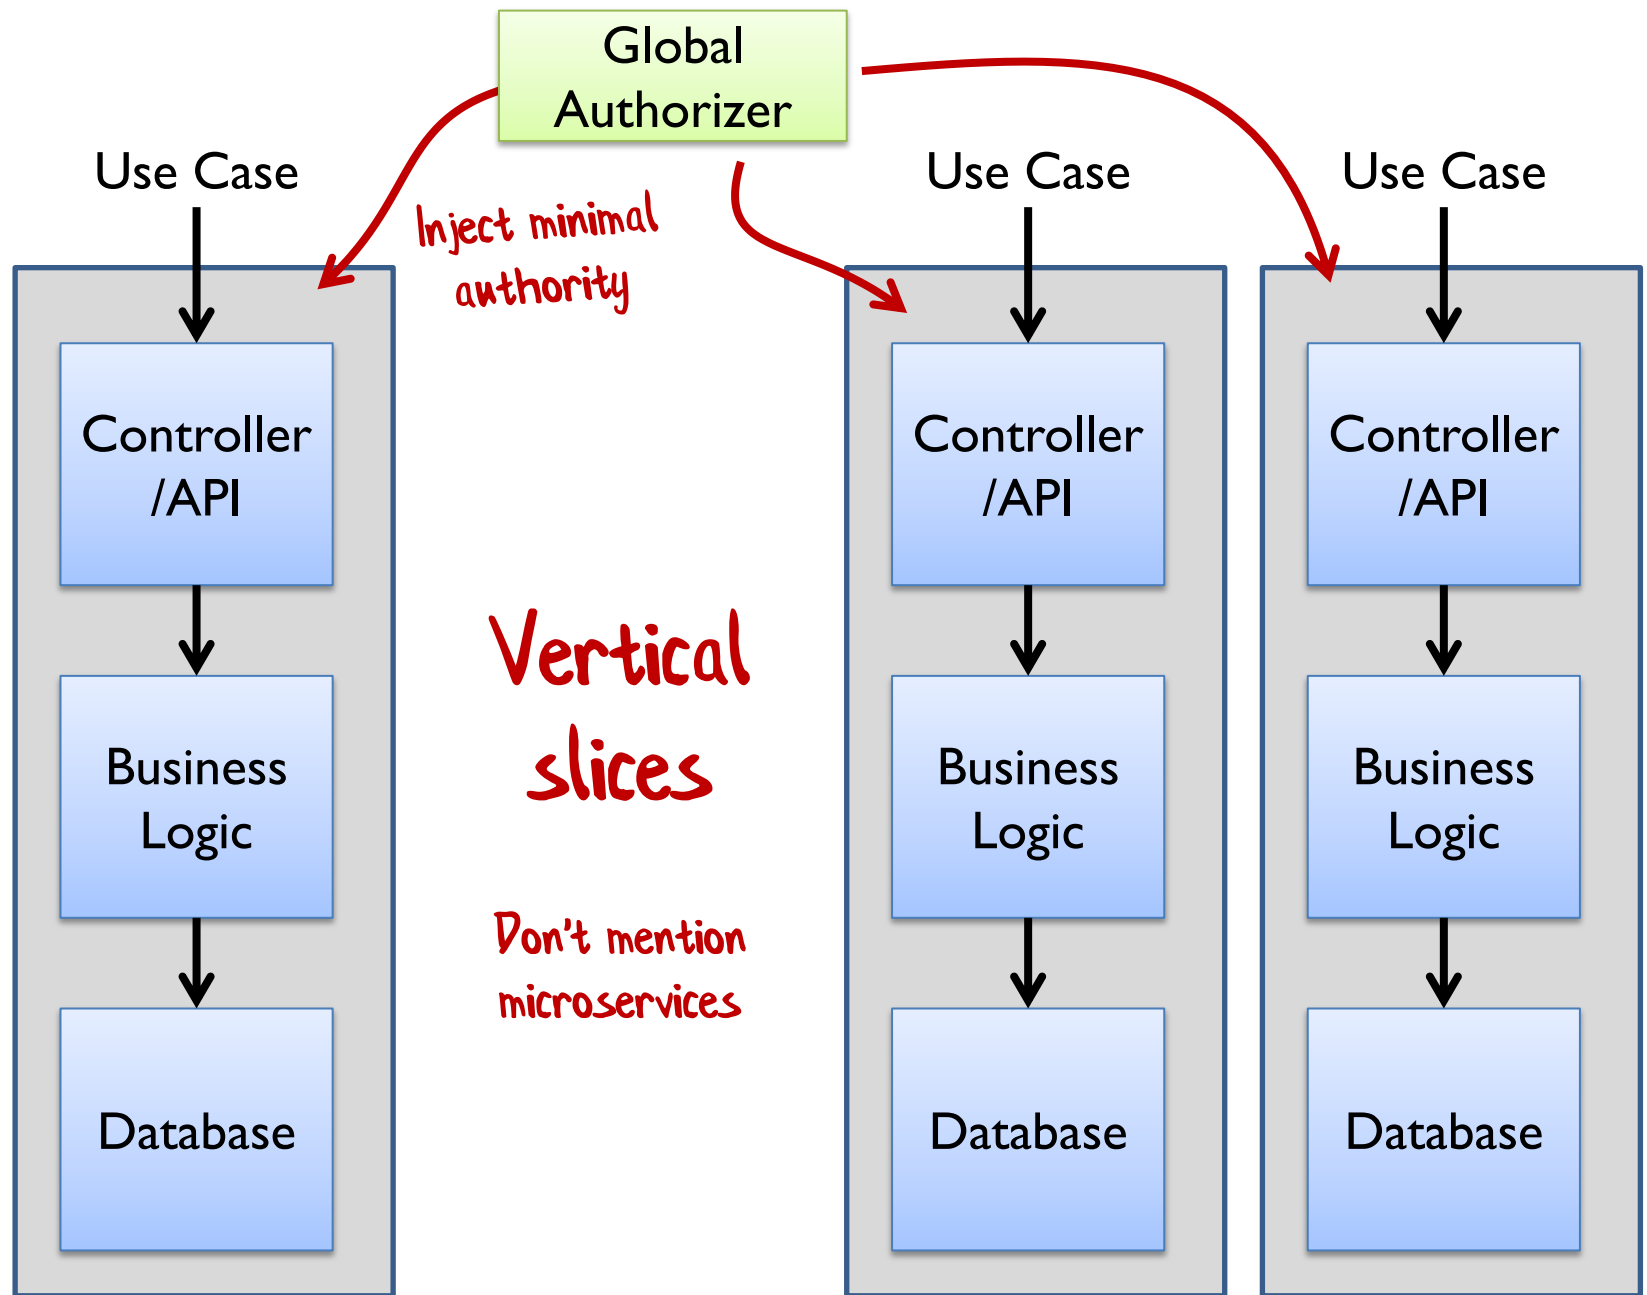 Global
Authorizer
Use Case
Use Case
Use Case
Inject minimal
authority
Controller
/API
Controller
/API
Controller
/API
Vertical
slices
Business
Logic
Business
Logic
Business
Logic
Don't mention
microservices
Database
Database
Database